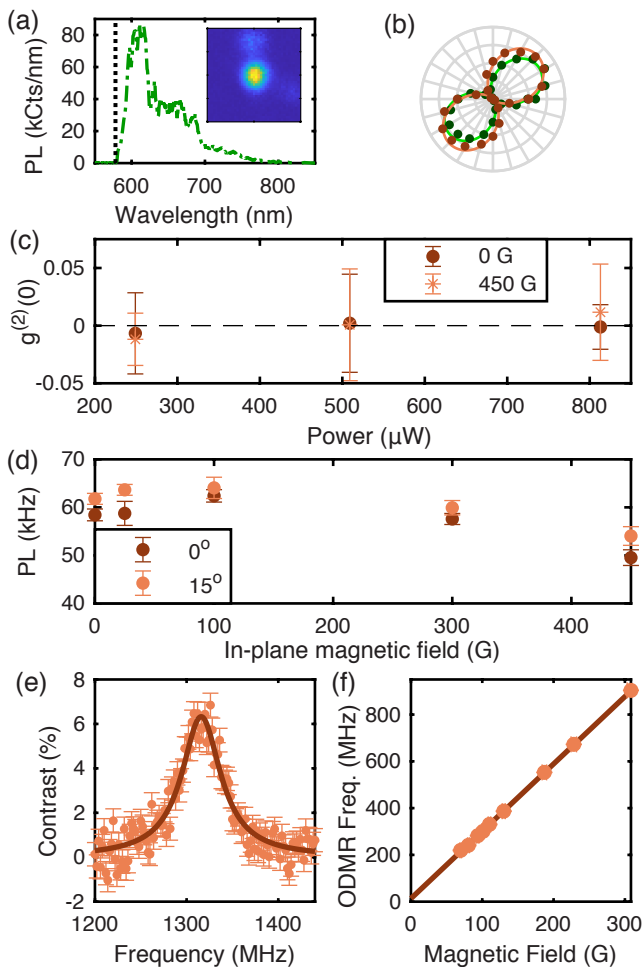 (a)
PL (kCts/nm)
80
60
40
20
0
600
700
800
Wavelength (nm)
(b)
(c)
g(2)(0)
0.05
0
-0.05
0 G
450 G
200
300
400
500
600
700
800
Power (μW)
(d)
PL (kHz)
70
60
50
40
0º
15º
0
100
200
300
400
In-plane magnetic field (G)
(e)
Contrast (%)
8
6
4
2
0
-2
1200
1300
1400
Frequency (MHz)
(f)
ODMR Freq. (MHz)
800
600
400
200
0
0
100
200
300
Magnetic Field (G)